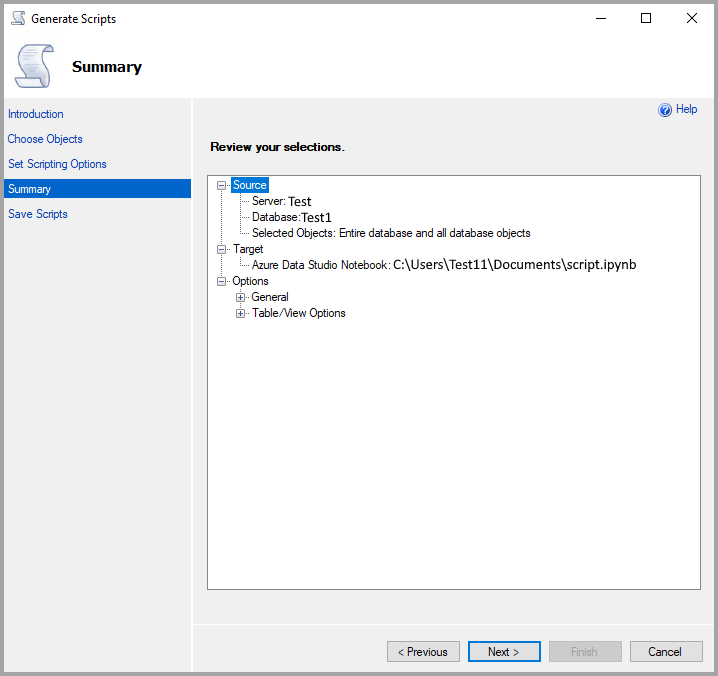 Generate Scripts
Summary
Introduction
Choose Objects
Set Scripting Options
Summary
Save Scripts
Help
Review your selections.
Source
Server: Test
Database:Test1
Selected Objects: Entire database and all database objects
Target
Azure Data Studio Notebook: C:\Users\Test11\Documents\script.ipynb
Options
General
Table/View Options
< Previous
Next >
Finish
Cancel